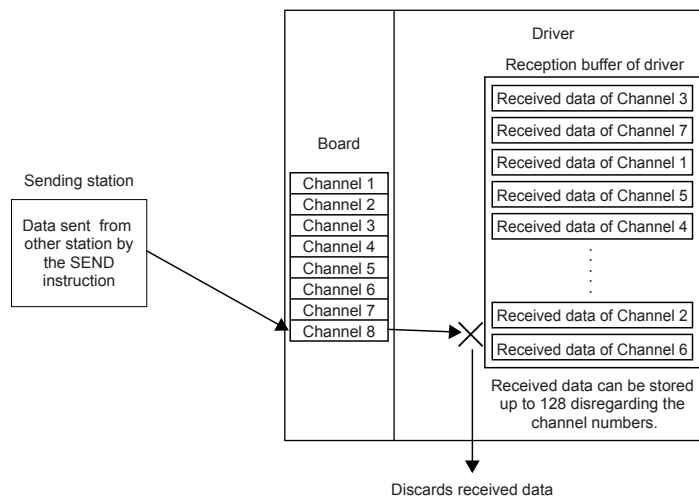 Driver
Reception buffer of driver
Received data of Channel 3
Received data of Channel 7
Received data of Channel 1
Received data of Channel 5
Received data of Channel 4
Received data of Channel 2
Received data of Channel 6
Received data can be stored
up to 128 disregarding the
channel numbers.
Board
Channel 1
Channel 2
Channel 3
Channel 4
Channel 5
Channel 6
Channel 7
Channel 8
Sending station
Data sent from
other station by
the SEND
instruction
Discards received data